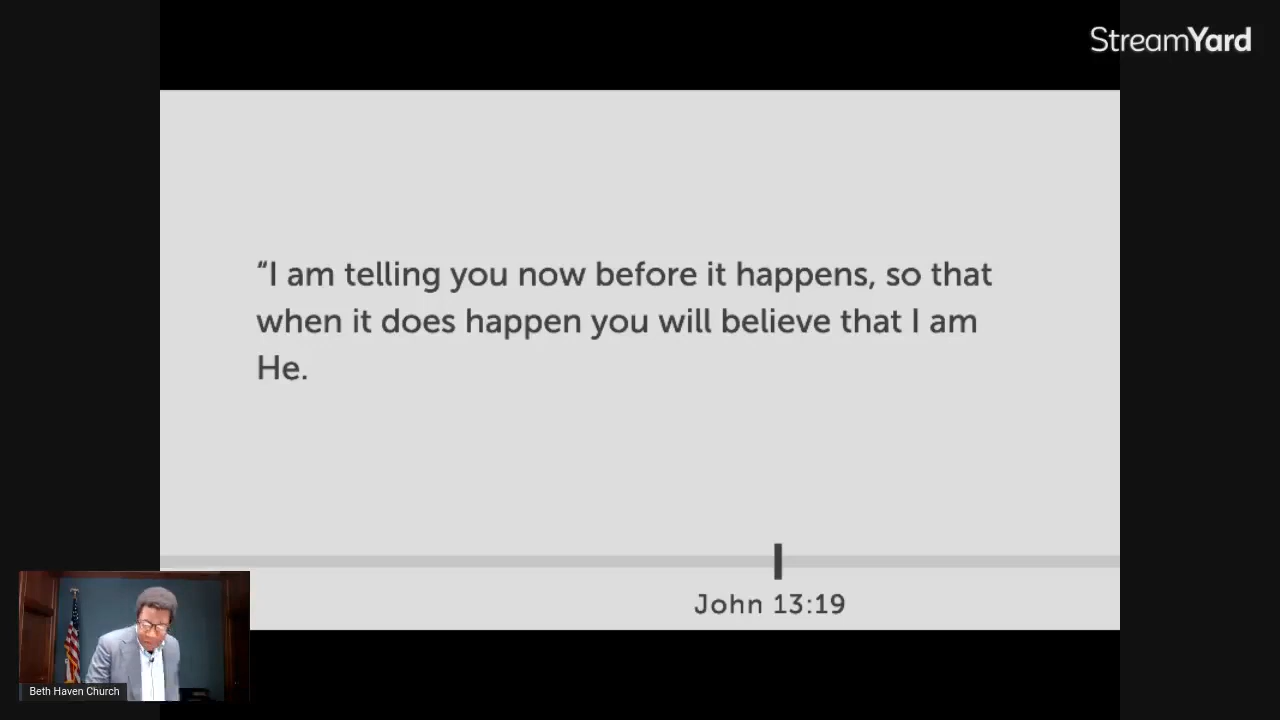 StreamYard
“I am telling you now before it happens, so that
when it does happen you will believe that I am
He.
John 13:19
Beth Haven Church